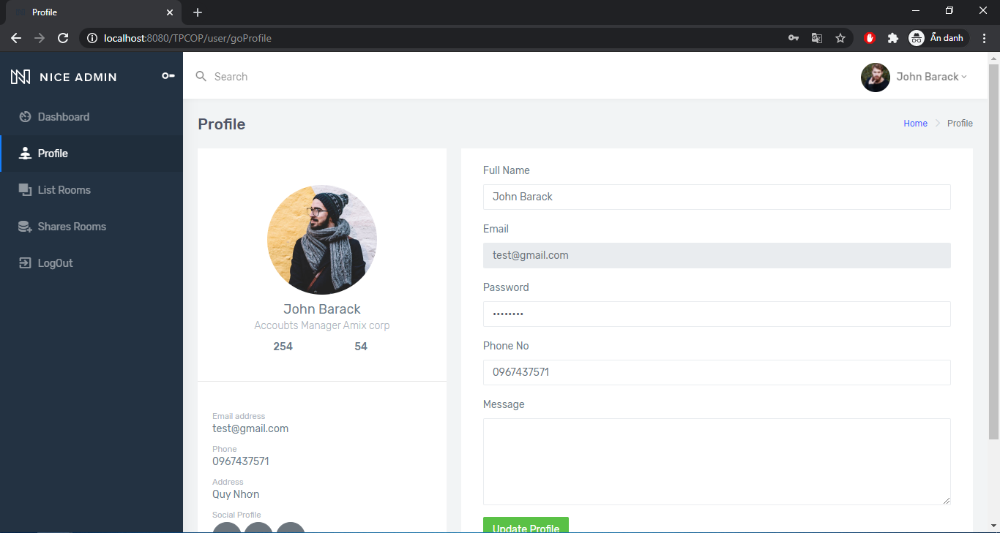 Profile
localhost:8080/TPCOP/user/goProfile
Ẩn danh
NICE ADMIN
Search
John Barack
Dashboard
Profile
List Rooms
Shares Rooms
LogOut
Profile
Home
Profile
John Barack
Accoubts Manager Amix corp
254 54
Email address
test@gmail.com
Phone
0967437571
Address
Quy Nhơn
Social Profile
Full Name
John Barack
Email
test@gmail.com
Password
••••••••
Phone No
0967437571
Message
Update Profile